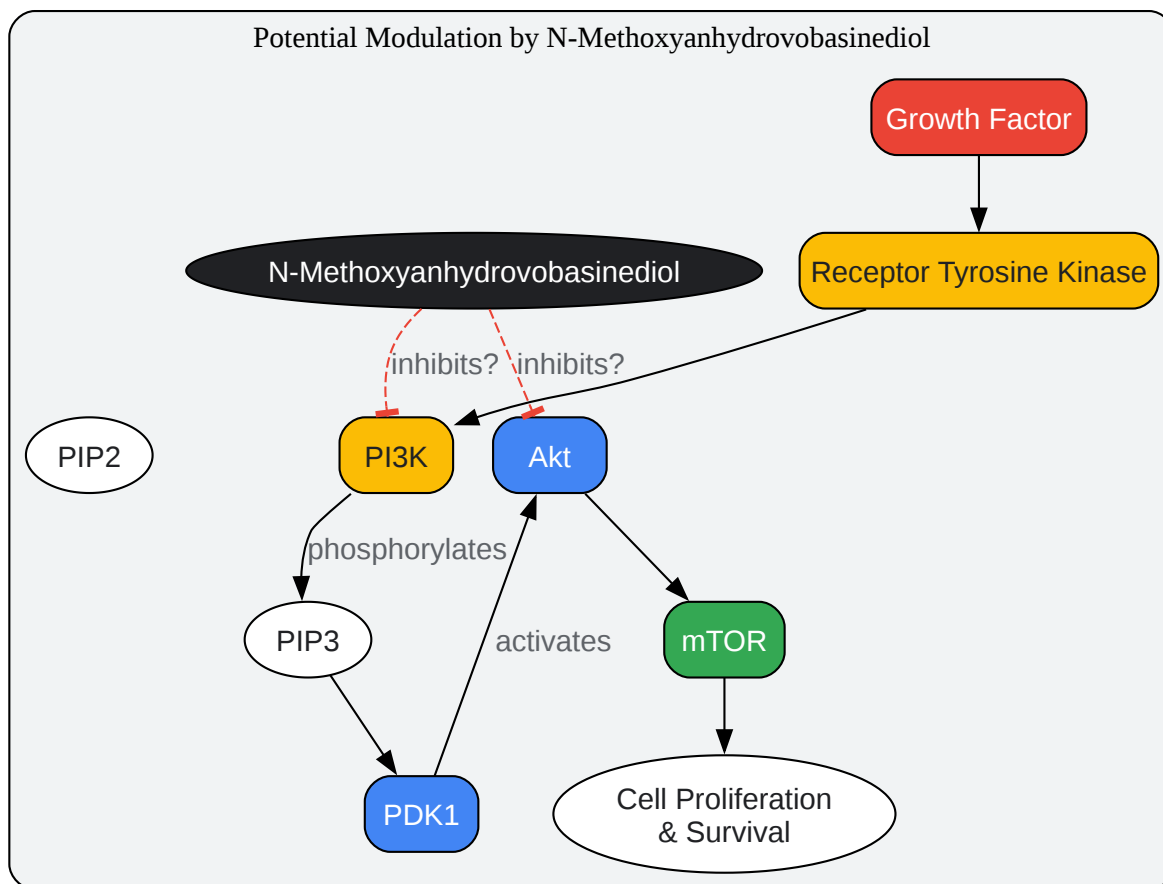 Potential Modulation by N-Methoxyanhydrovobasinediol
Growth Factor
N-Methoxyanhydrovobasinediol
Receptor Tyrosine Kinase
inhibits?
inhibits?
PIP2
PI3K
Akt
phosphorylates
PIP3
activates
mTOR
PDK1
Cell Proliferation
& Survival